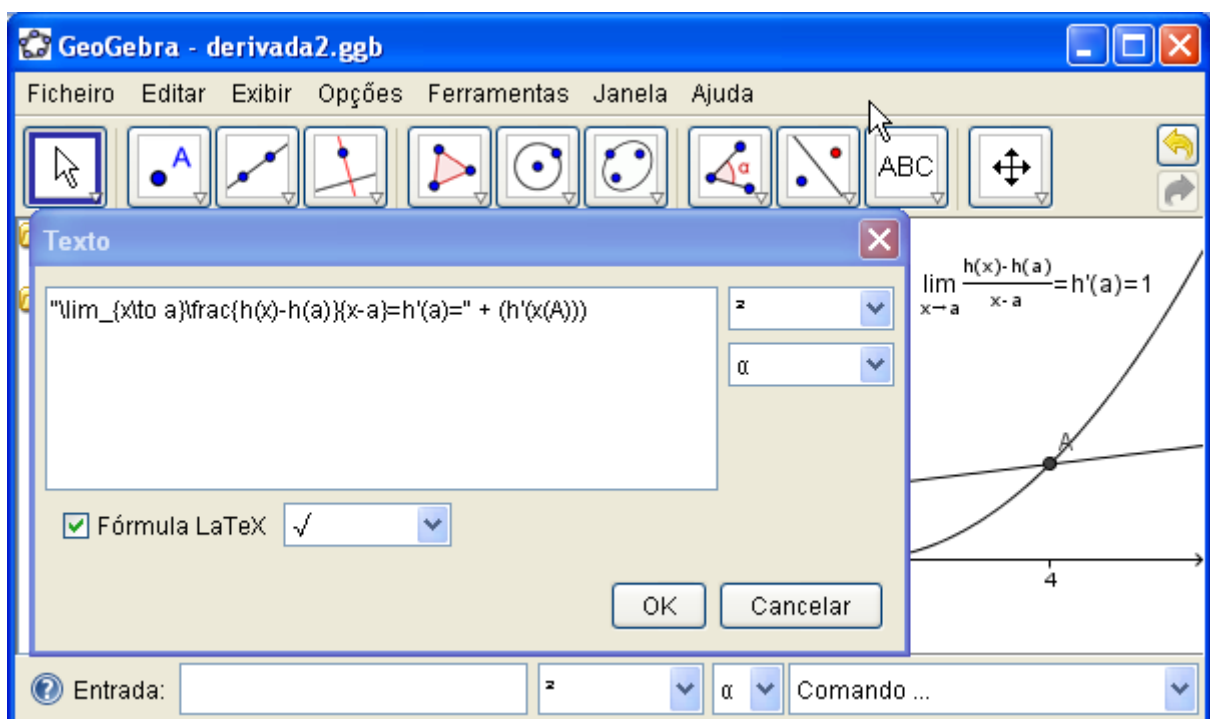 GeoGebra - derivada2.ggb
Ficheiro Editar Exibir Opções Ferramentas Janela Ajuda
A
α
ABC
Texto
"\lim_{x\to a}\frac{h(x)-h(a)}{x-a}=h'(a)=" + (h'(x(A)))
²
α
Fórmula LaTeX √
OK Cancelar
lim x→a h(x)-h(a) / x-a =h'(a)=1
A
4
Entrada: ² α Comando ...